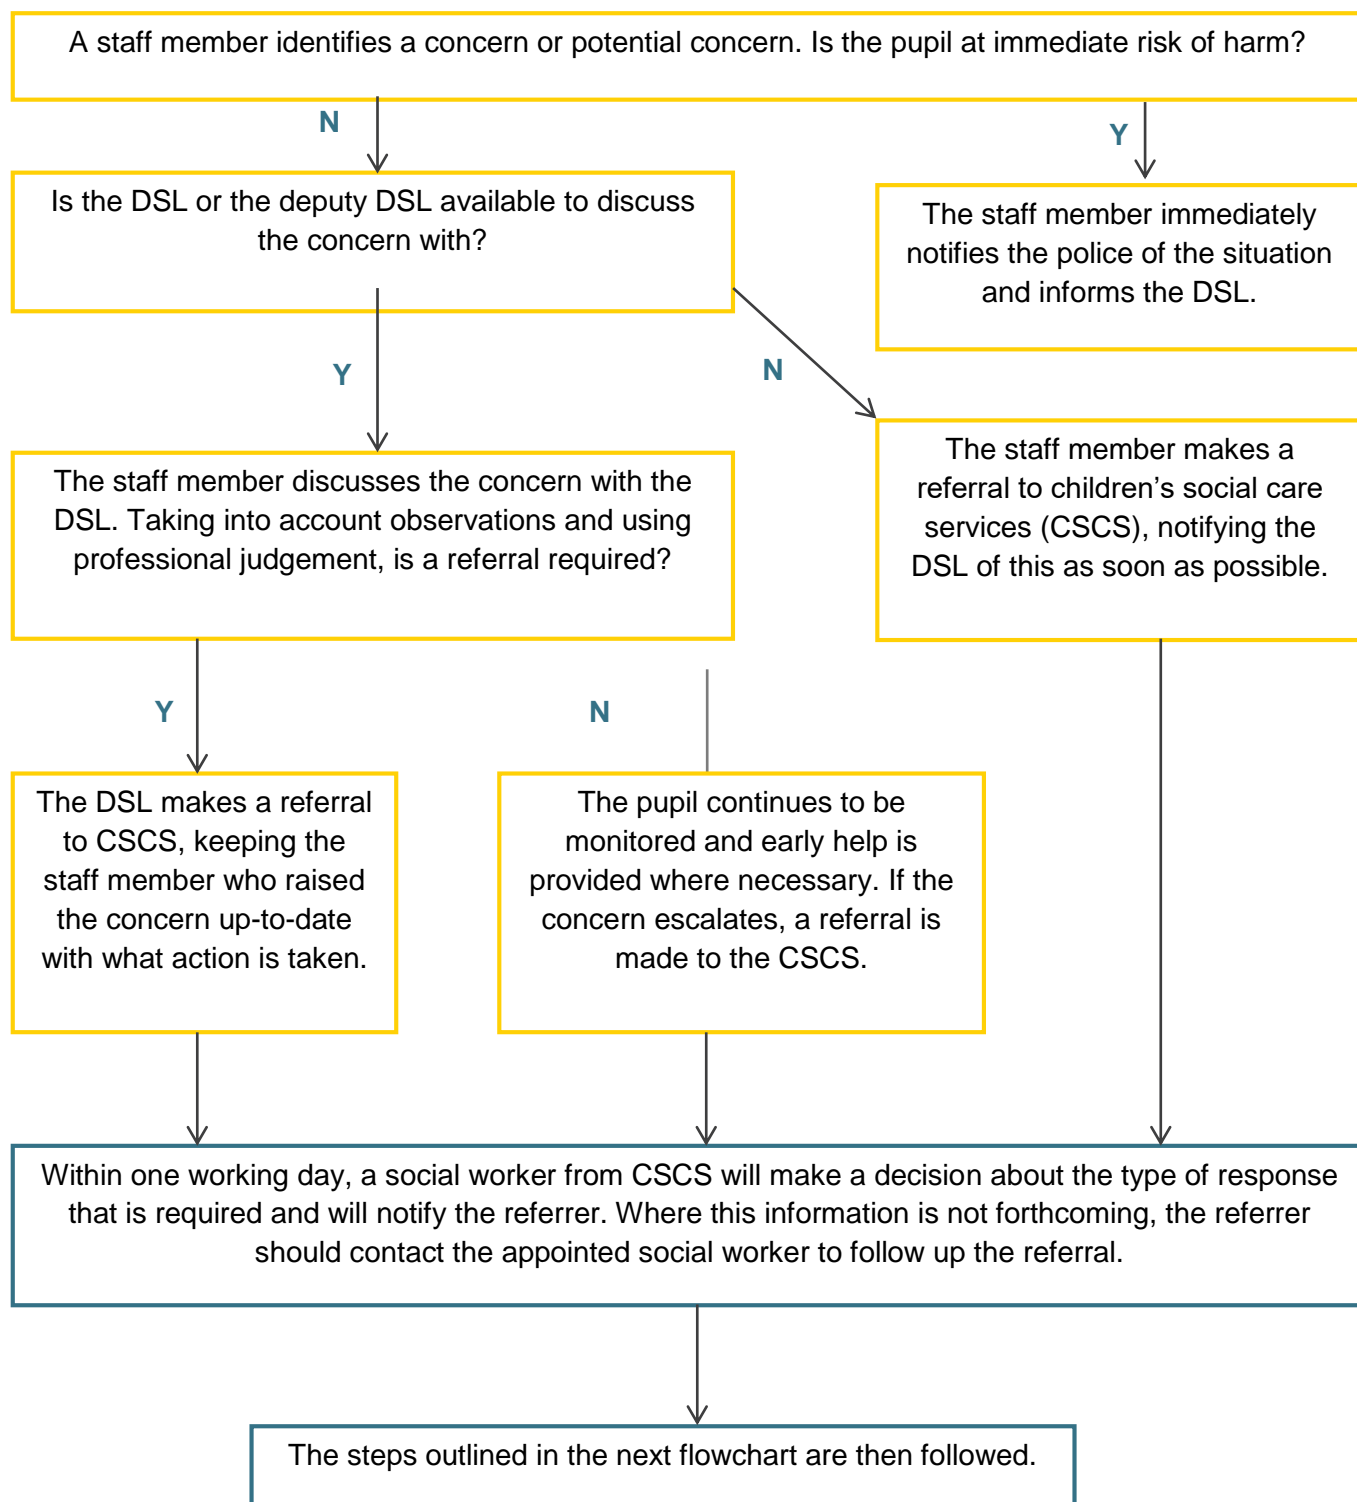 A staff member identifies a concern or potential concern. Is the pupil at immediate risk of harm?
N
Y
Is the DSL or the deputy DSL available to discuss
the concern with?
The staff member immediately
notifies the police of the situation
and informs the DSL.
Y
N
The staff member discusses the concern with the
DSL. Taking into account observations and using
professional judgement, is a referral required?
The staff member makes a
referral to children’s social care
services (CSCS), notifying the
DSL of this as soon as possible.
Y
N
The DSL makes a referral
to CSCS, keeping the
staff member who raised
the concern up-to-date
with what action is taken.
The pupil continues to be
monitored and early help is
provided where necessary. If the
concern escalates, a referral is
made to the CSCS.
Within one working day, a social worker from CSCS will make a decision about the type of response
that is required and will notify the referrer. Where this information is not forthcoming, the referrer
should contact the appointed social worker to follow up the referral.
The steps outlined in the next flowchart are then followed.